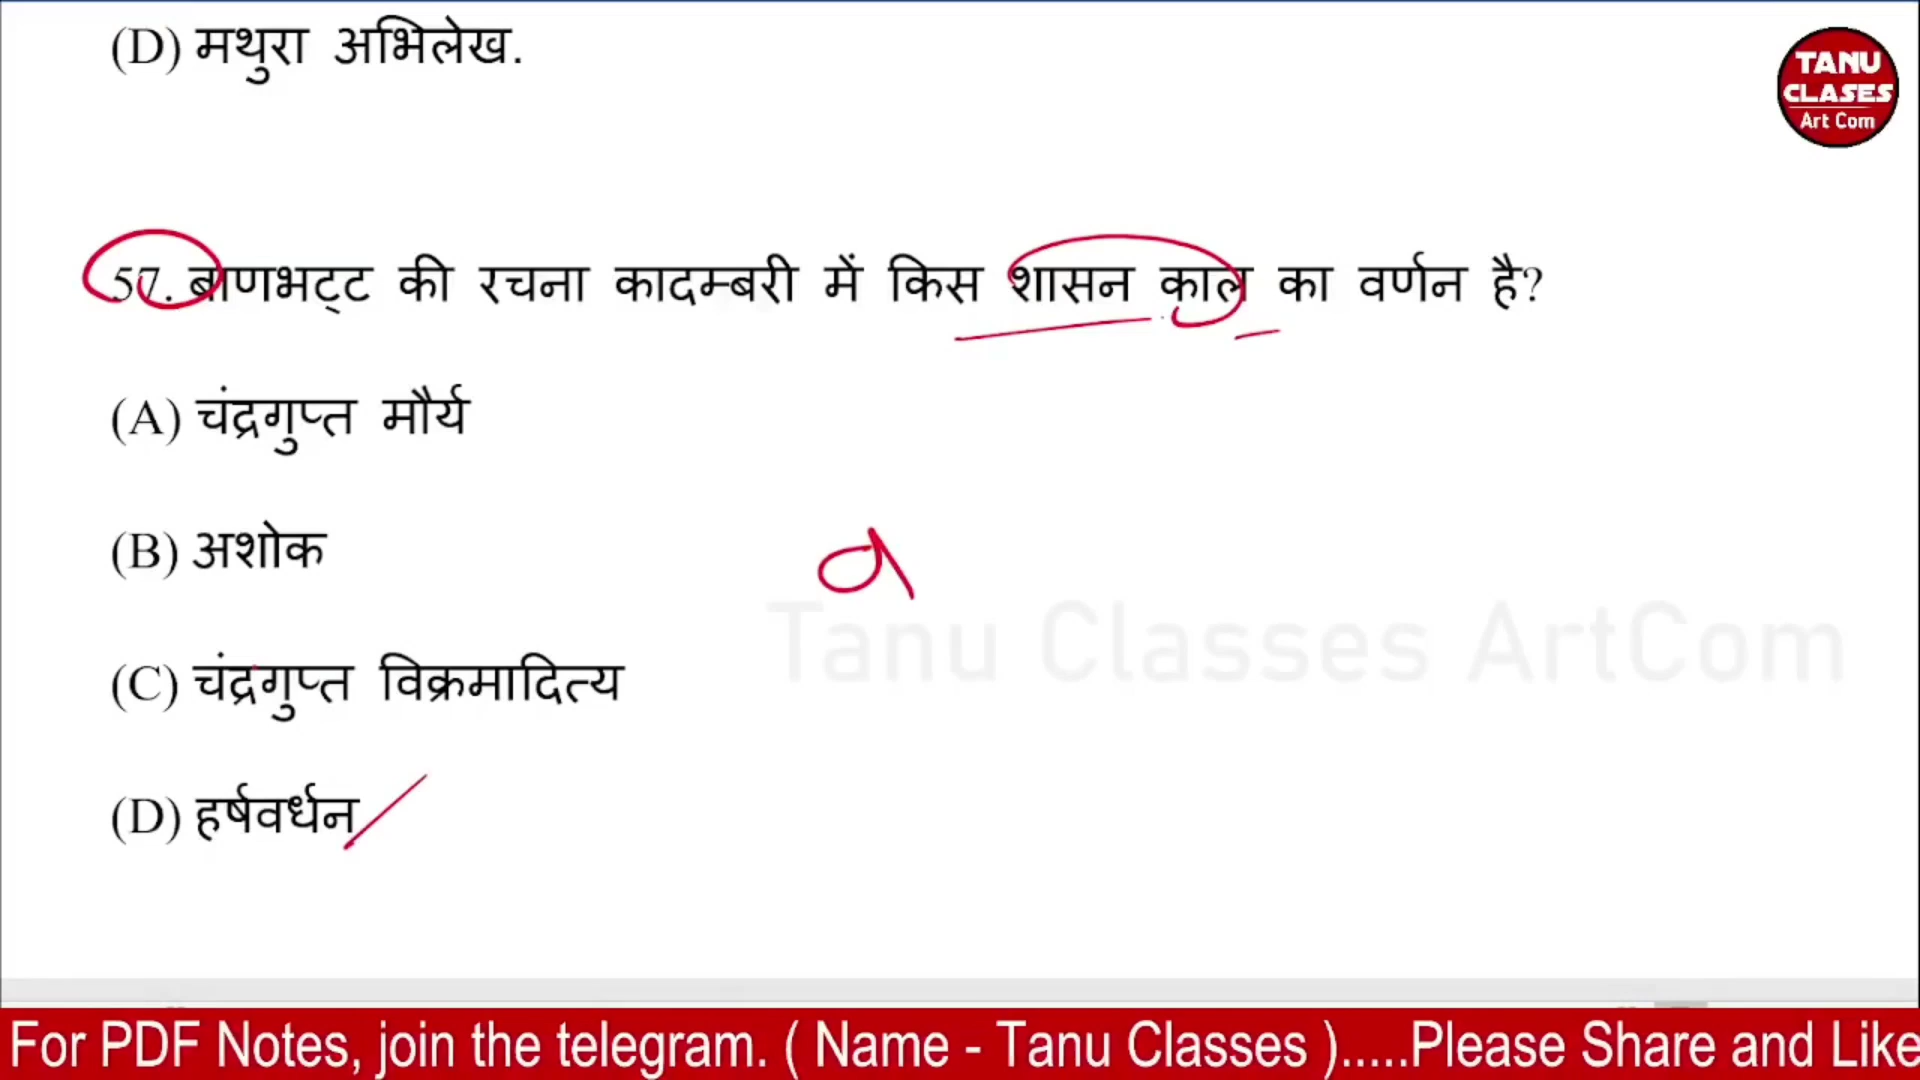 (D) मथुरा अभिलेख.
TANU
CLASES
Art Com
57. बाणभट्ट की रचना कादम्बरी में किस शासन काल का वर्णन है?
(A) चंद्रगुप्त मौर्य
(B) अशोक
(C) चंद्रगुप्त विक्रमादित्य
(D) हर्षवर्धन
Tanu Classes ArtCom
For PDF Notes, join the telegram. ( Name - Tanu Classes ).....Please Share and Like